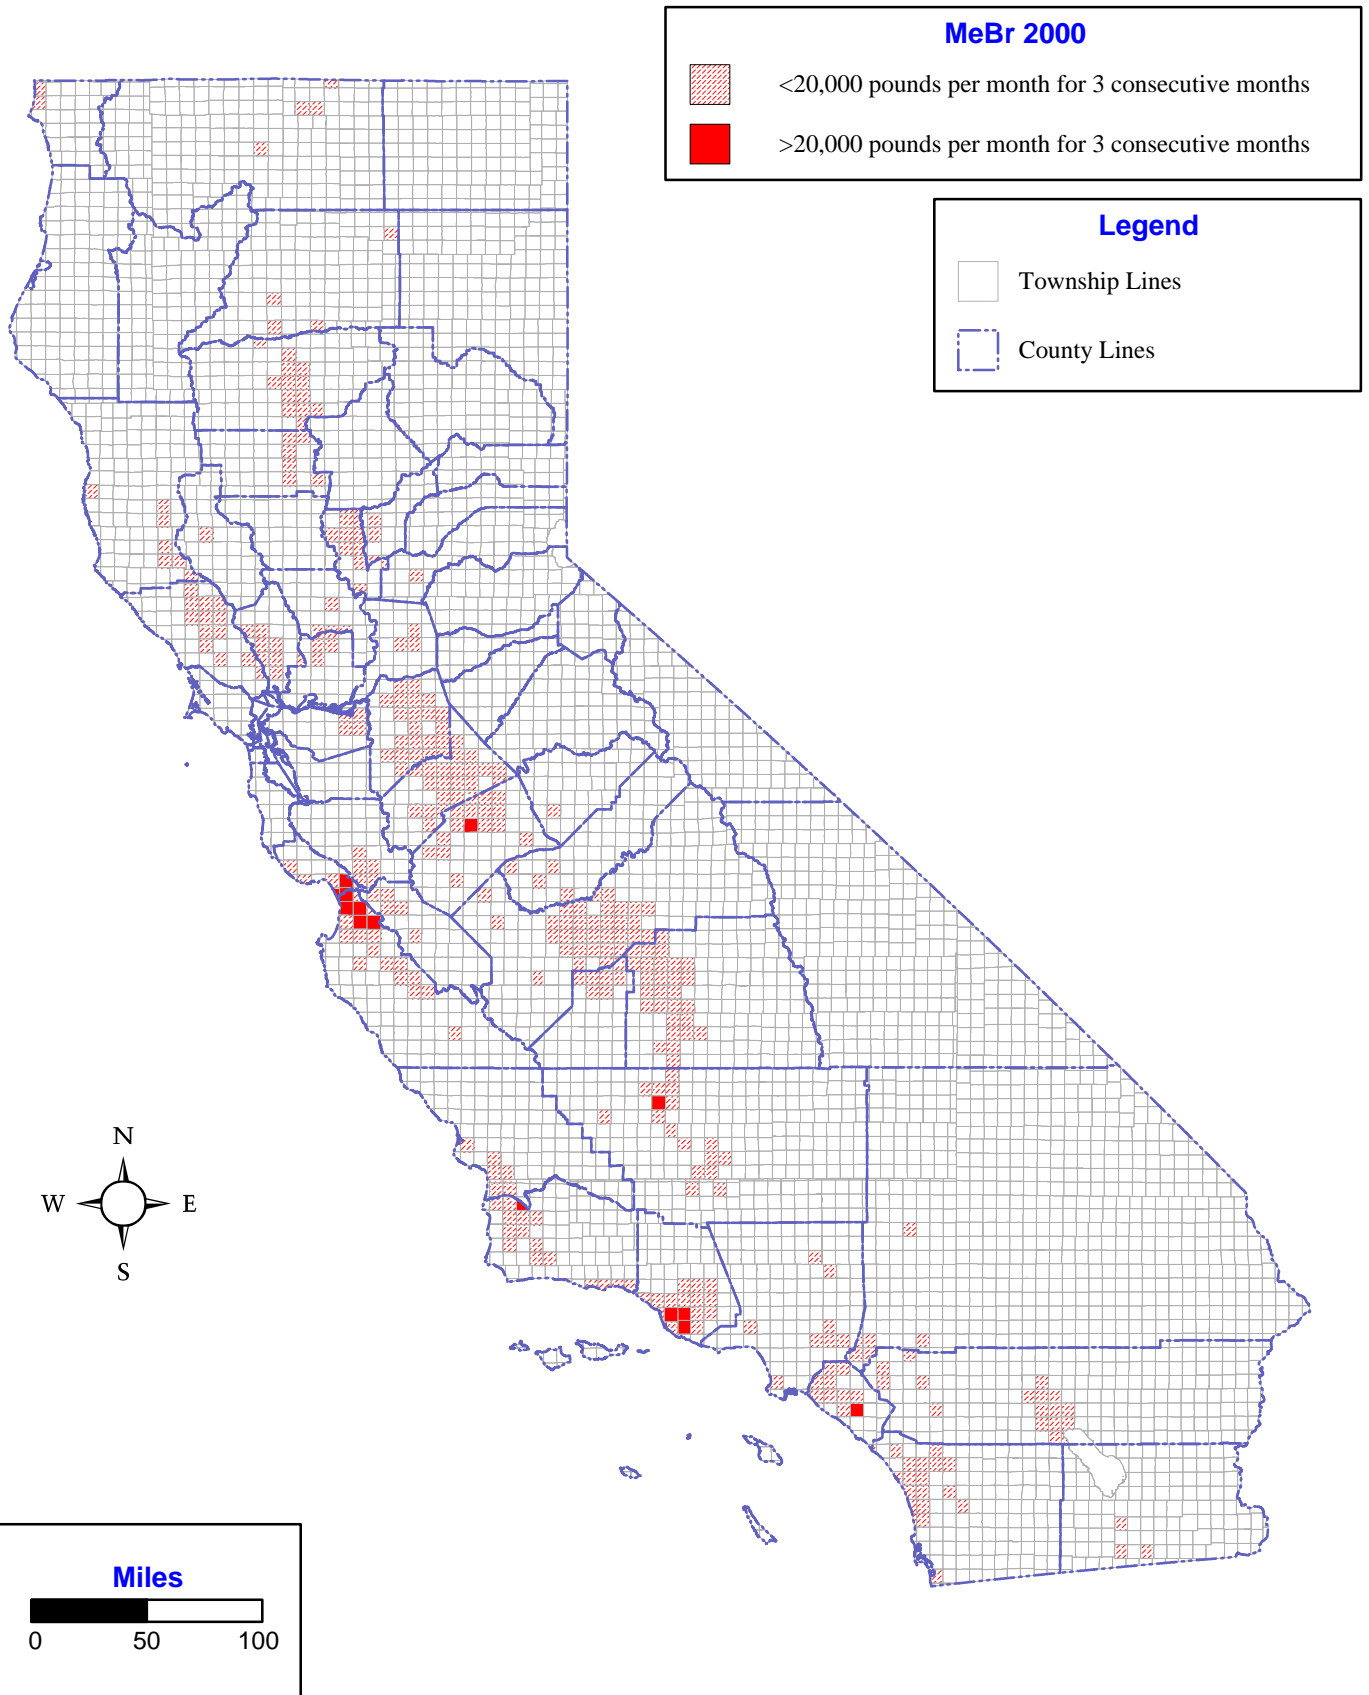 MeBr 2000
<20,000 pounds per month for 3 consecutive months
>20,000 pounds per month for 3 consecutive months
Legend
Township Lines
County Lines
N
W E
S
Miles
0 50 100